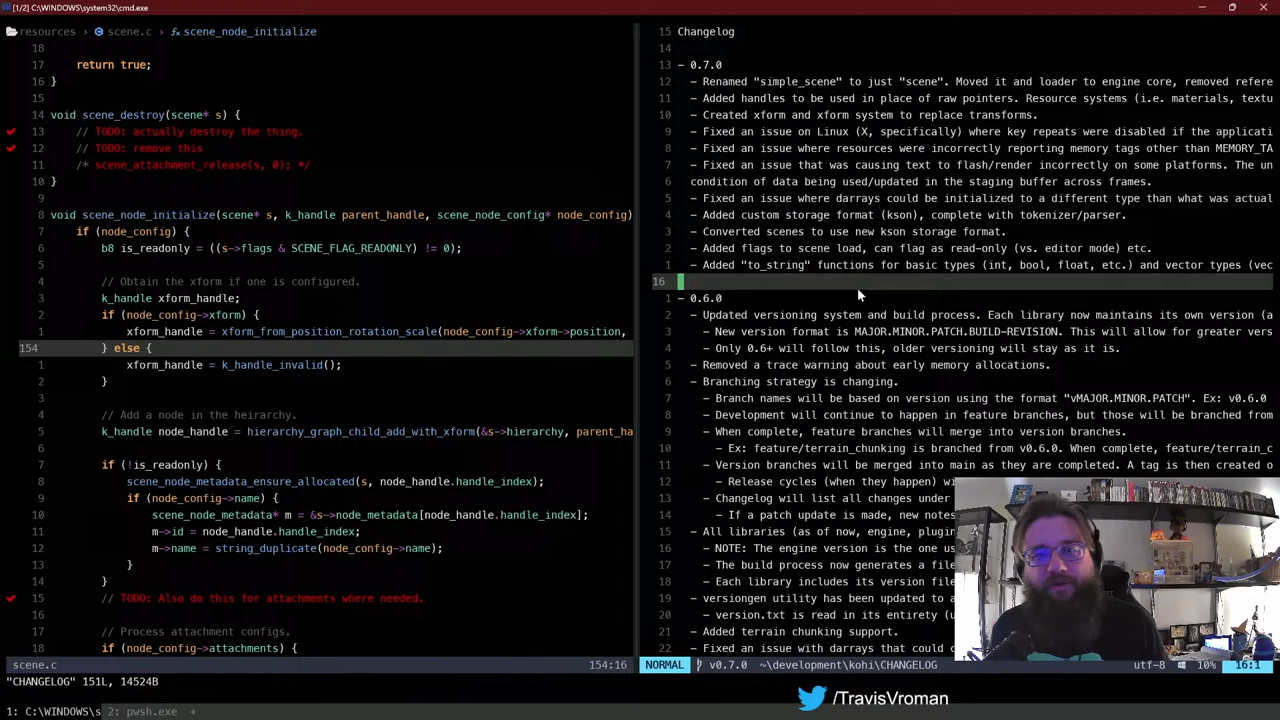 [1/2] C:\WINDOWS\system32\cmd.exe
resources > scene.c > scene_node_initialize
18
17 return true;
16 }
15
14 void scene_destroy(scene* s) {
13 // TODO: actually destroy the thing.
12 // TODO: remove this
11 /* scene_attachment_release(s, 0); */
10 }
9
8 void scene_node_initialize(scene* s, k_handle parent_handle, scene_node_config* node_config)
7 if (node_config) {
6 b8 is_readonly = ((s->flags & SCENE_FLAG_READONLY) != 0);
5
4 // Obtain the xform if one is configured.
3 k_handle xform_handle;
2 if (node_config->xform) {
1 xform_handle = xform_from_position_rotation_scale(node_config->xform->position,
154 } else {
1 xform_handle = k_handle_invalid();
2 }
3
4 // Add a node in the heirarchy.
5 k_handle node_handle = hierarchy_graph_child_add_with_xform(&s->hierarchy, parent_ha
6
7 if (!is_readonly) {
8 scene_node_metadata_ensure_allocated(s, node_handle.handle_index);
9 if (node_config->name) {
10 scene_node_metadata* m = &s->node_metadata[node_handle.handle_index];
11 m->id = node_handle.handle_index;
12 m->name = string_duplicate(node_config->name);
13 }
14 }
15 // TODO: Also do this for attachments where needed.
16
17 // Process attachment configs.
18 if (node_config->attachments) {
scene.c 154:16
15 Changelog
14
13 - 0.7.0
12 - Renamed "simple_scene" to just "scene". Moved it and loader to engine core, removed refere
11 - Added handles to be used in place of raw pointers. Resource systems (i.e. materials, textu
10 - Created xform and xform system to replace transforms.
9 - Fixed an issue on Linux (X, specifically) where key repeats were disabled if the applicati
8 - Fixed an issue where resources were incorrectly reporting memory tags other than MEMORY_TA
7 - Fixed an issue that was causing text to flash/render incorrectly on some platforms. The un
6 condition of data being used/updated in the staging buffer across frames.
5 - Fixed an issue where darrays could be initialized to a different type than what was actual
4 - Added custom storage format (kson), complete with tokenizer/parser.
3 - Converted scenes to use new kson storage format.
2 - Added flags to scene load, can flag as read-only (vs. editor mode) etc.
1 - Added "to_string" functions for basic types (int, bool, float, etc.) and vector types (vec
16
1 - 0.6.0
2 - Updated versioning system and build process. Each library now maintains its own version (a
3 - New version format is MAJOR.MINOR.PATCH.BUILD-REVISION. This will allow for greater vers
4 - Only 0.6+ will follow this, older versioning will stay as it is.
5 - Removed a trace warning about early memory allocations.
6 - Branching strategy is changing.
7 - Branch names will be based on version using the format "vMAJOR.MINOR.PATCH". Ex: v0.6.0
8 - Development will continue to happen in feature branches, but those will be branched from
9 - When complete, feature branches will merge into version branches.
10 - Ex: feature/terrain_chunking is branched from v0.6.0. When complete, feature/terrain_c
11 - Version branches will be merged into main as they are completed. A tag is then created o
12 - Release cycles (when they happen) wi
13 - Changelog will list all changes under
14 - If a patch update is made, new notes
15 - All libraries (as of now, engine, plugin
16 - NOTE: The engine version is the one us
17 - The build process now generates a file
18 - Each library includes its version file
19 - versiongen utility has been updated to a
20 - version.txt is read in its entirety (u
21 - Added terrain chunking support.
22 - Fixed an issue with darrays that could c
NORMAL v0.7.0 ~\development\kohi/CHANGELOG utf-8 10% 16:1
"CHANGELOG" 151L, 14524B
/TravisVroman
1: C:\WINDOWS\s 2: pwsh.exe +